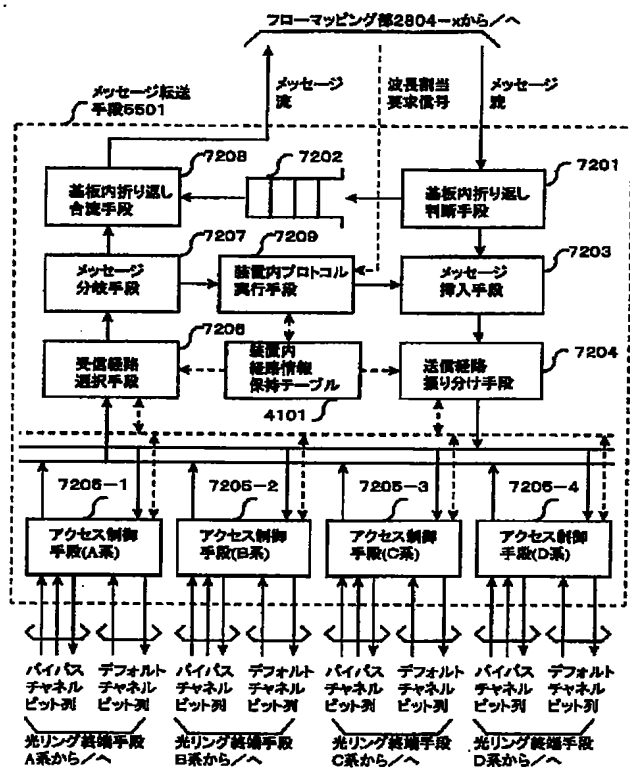 フローマッピング部2804-xから／へ
メッセージ転送
手段5501
メッセージ
流
波長割当
要求信号
メッセージ
流
7208
7202
7201
基板内折り返し
合流手段
基板内折り返し
判断手段
7207
7209
7203
メッセージ
分岐手段
装置内プロトコル
実行手段
メッセージ
挿入手段
7206
7204
受信経路
選択手段
装置内
経路情報
保持テーブル
送信経路
振り分け手段
4101
7205-1
7205-2
7205-3
7205-4
アクセス制御
手段(A系)
アクセス制御
手段(B系)
アクセス制御
手段(C系)
アクセス制御
手段(D系)
バイパス
チャネル
ビット列
デフォルト
チャネル
ビット列
バイパス
チャネル
ビット列
デフォルト
チャネル
ビット列
バイパス
チャネル
ビット列
デフォルト
チャネル
ビット列
バイパス
チャネル
ビット列
デフォルト
チャネル
ビット列
光リング終端手段
A系から／へ
光リング終端手段
B系から／へ
光リング終端手段
C系から／へ
光リング終端手段
D系から／へ